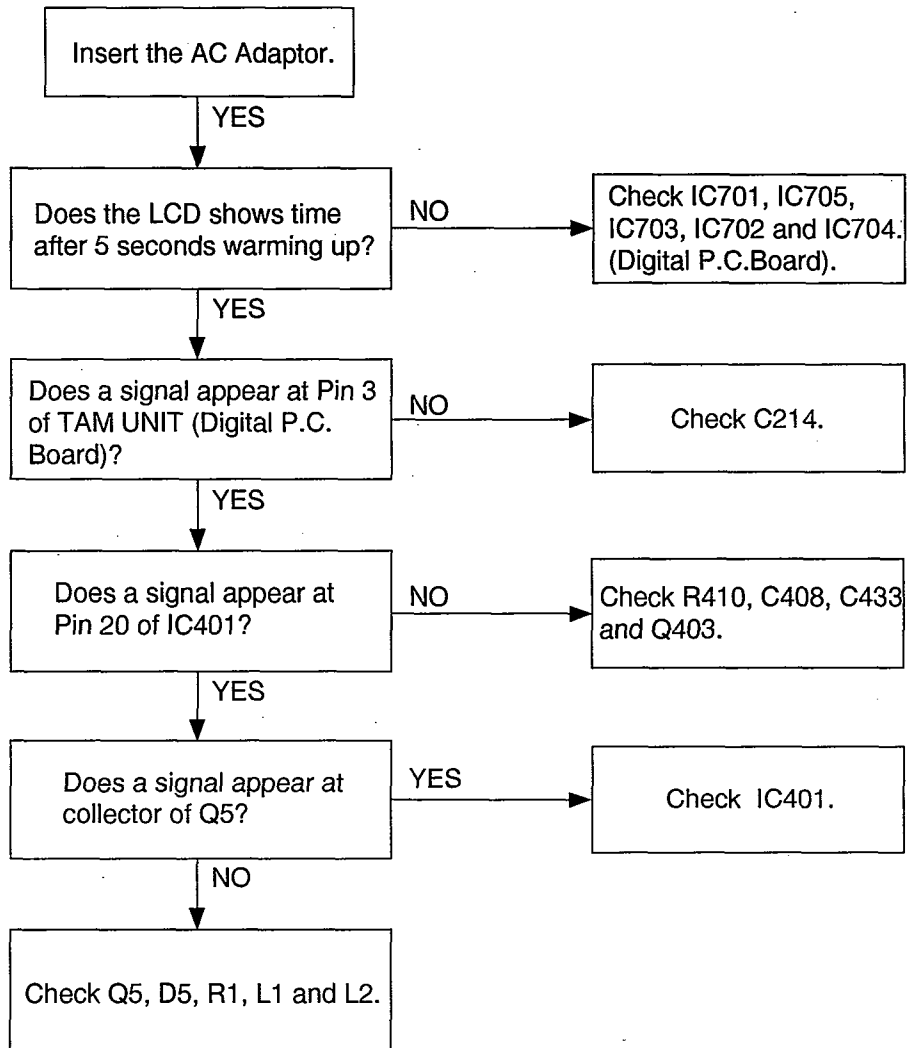 Insert the AC Adaptor.
YES
Does the LCD shows time
after 5 seconds warming up?
NO
Check IC701, IC705,
IC703, IC702 and IC704.
(Digital P.C.Board).
YES
Does a signal appear at Pin 3
of TAM UNIT (Digital P.C.
Board)?
NO
Check C214.
YES
Does a signal appear at
Pin 20 of IC401?
NO
Check R410, C408, C433
and Q403.
YES
Does a signal appear at
collector of Q5?
YES
Check IC401.
NO
Check Q5, D5, R1, L1 and L2.